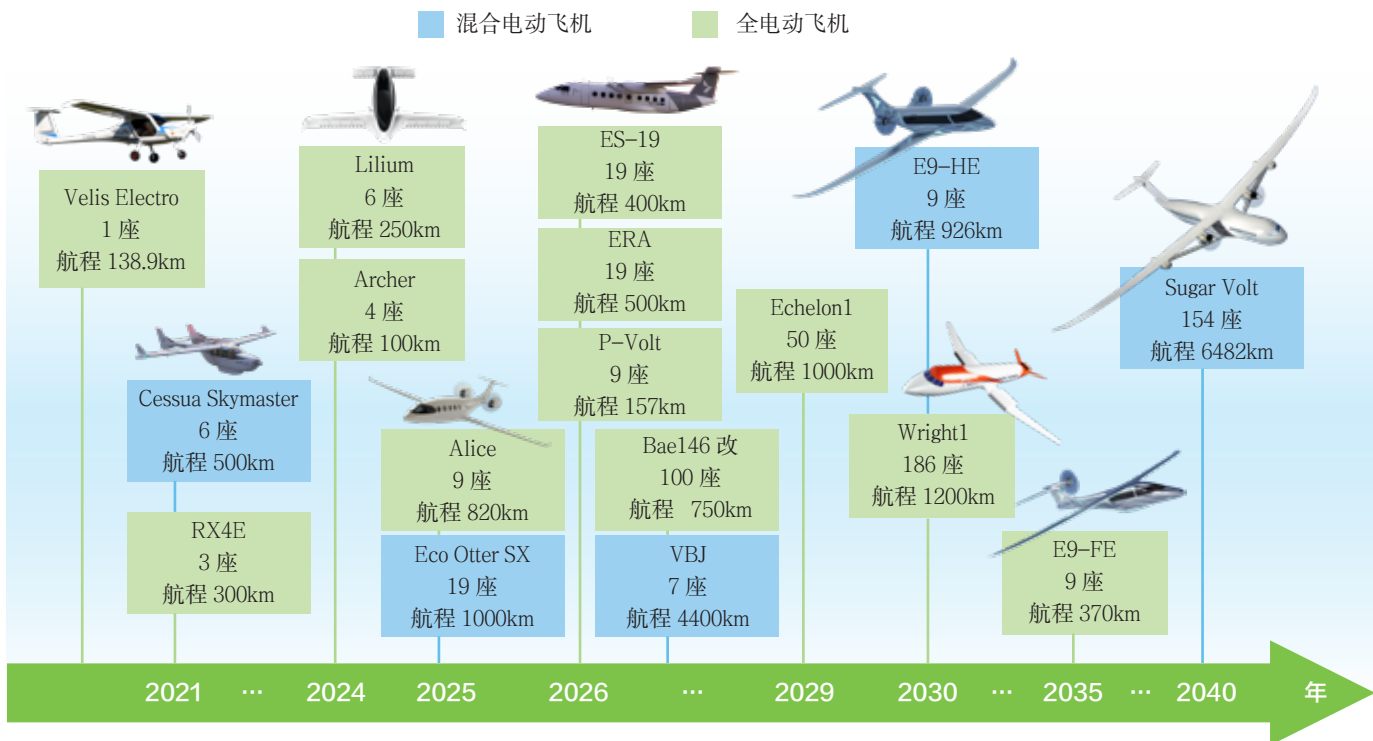 混合电动飞机
全电动飞机
Velis Electro
1 座
航程 138.9km
Cessua Skymaster
6 座
航程 500km
RX4E
3 座
航程 300km
Lilium
6 座
航程 250km
Archer
4 座
航程 100km
Alice
9 座
航程 820km
Eco Otter SX
19 座
航程 1000km
ES-19
19 座
航程 400km
ERA
19 座
航程 500km
P-Volt
9 座
航程 157km
Bae146 改
100 座
航程 750km
VBJ
7 座
航程 4400km
Echelon1
50 座
航程 1000km
E9-HE
9 座
航程 926km
Wright1
186 座
航程 1200km
E9-FE
9 座
航程 370km
Sugar Volt
154 座
航程 6482km
2021 … 2024 2025 2026 … 2029 2030 … 2035 … 2040 年